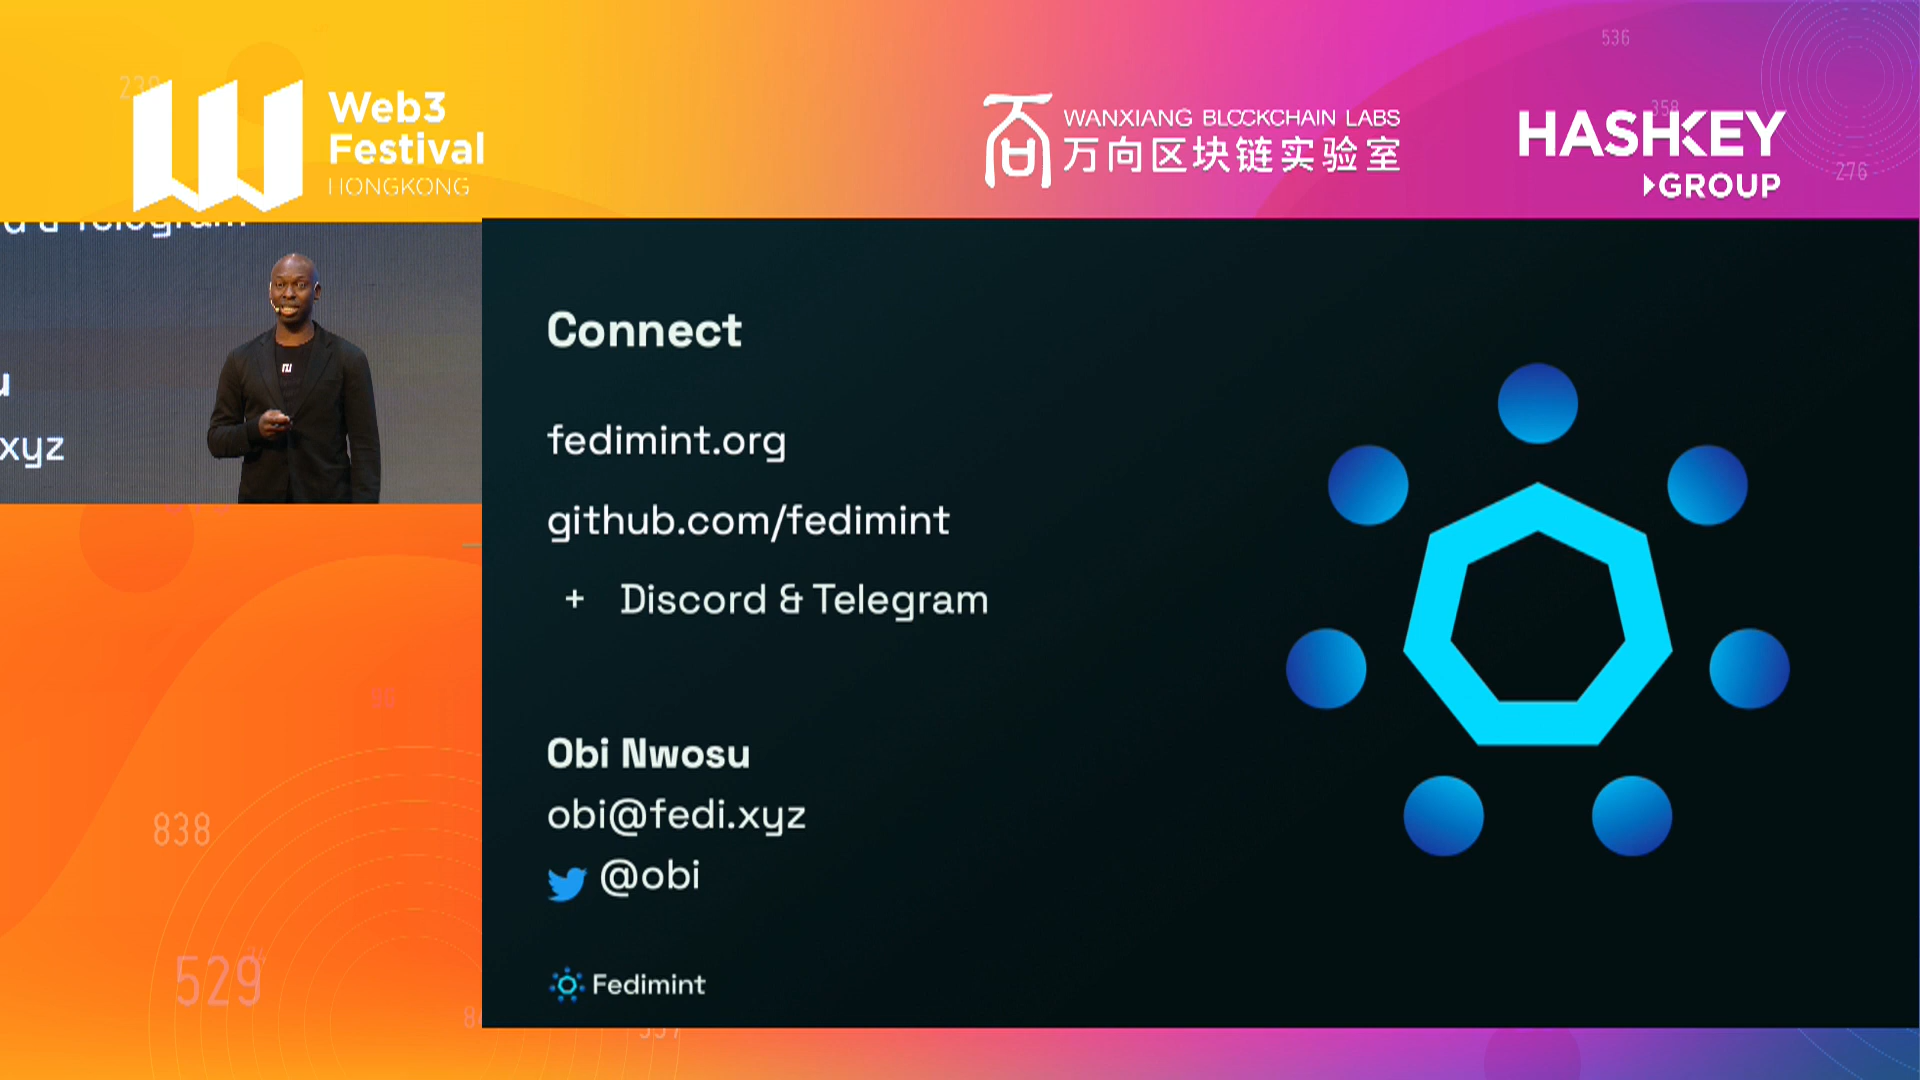 Web3
Festival
HONGKONG
WANXIANG BLOCKCHAIN LABS
万向区块链实验室
HASHKEY
GROUP
536
358
276
Connect
fedimint.org
github.com/fedimint
+ Discord & Telegram
Obi Nwosu
obi@fedi.xyz
@obi
Fedimint
xyz
96
838
529